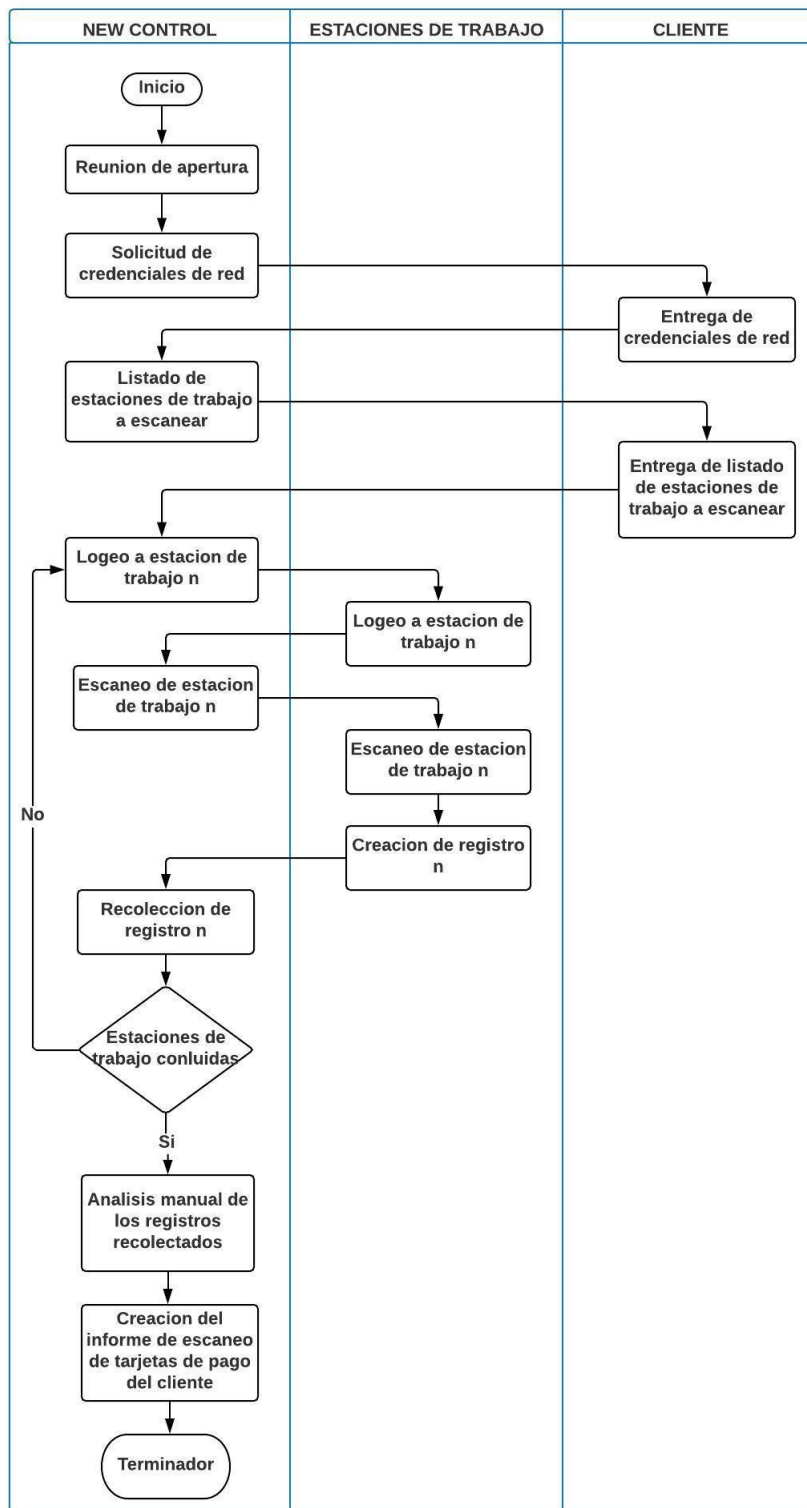 NEW CONTROL
ESTACIONES DE TRABAJO
CLIENTE
Inicio
Reunion de apertura
Solicitud de
credenciales de red
Entrega de
credenciales de red
Listado de
estaciones de trabajo
a escanear
Entrega de listado
de estaciones de
trabajo a escanear
Logeo a estacion de
trabajo n
Logeo a estacion de
trabajo n
Escaneo de estacion
de trabajo n
Escaneo de estacion
de trabajo n
Creacion de registro
n
Recoleccion de
registro n
Estaciones de
trabajo conluidas
No
Si
Analisis manual de
los registros
recolectados
Creacion del
informe de escaneo
de tarjetas de pago
del cliente
Terminador